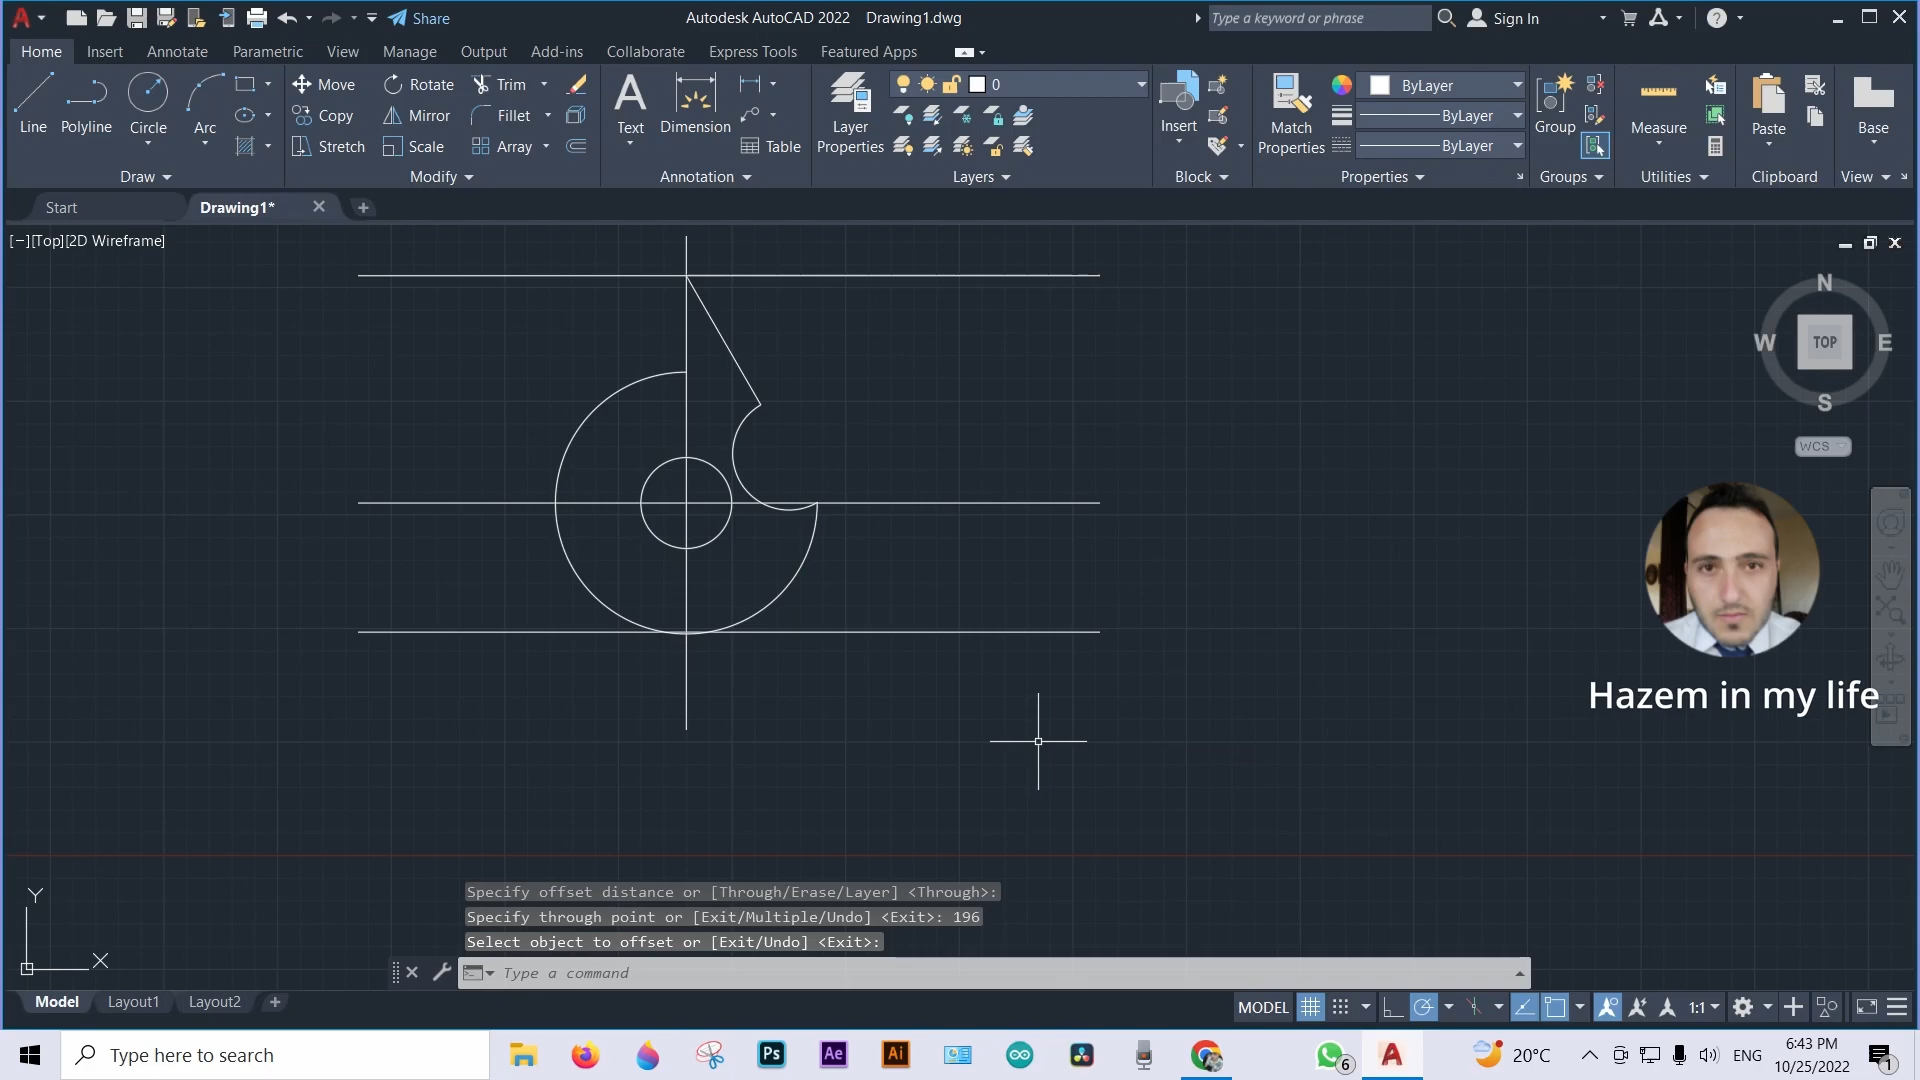 Share
Autodesk AutoCAD 2022 Drawing1.dwg
Type a keyword or phrase
Sign In
Home Insert Annotate Parametric View Manage Output Add-ins Collaborate Express Tools Featured Apps
Line Polyline Circle Arc
Move Rotate Trim
Copy Mirror Fillet
Stretch Scale Array
Text Dimension Table
Layer Properties
0
Insert
Match Properties
ByLayer
ByLayer
ByLayer
Group
Measure
Paste
Base
Draw Modify Annotation Layers Block Properties Groups Utilities Clipboard View
Start Drawing1*
[−][Top][2D Wireframe]
N
W TOP E
S
WCS
Hazem in my life
Y
X
Specify offset distance or [Through/Erase/Layer] <Through>:
Specify through point or [Exit/Multiple/Undo] <Exit>: 196
Select object to offset or [Exit/Undo] <Exit>:
Type a command
Model Layout1 Layout2
MODEL 1:1
Type here to search
Ps Ae Ai
6
A
20°C
ENG
6:43 PM
10/25/2022
1